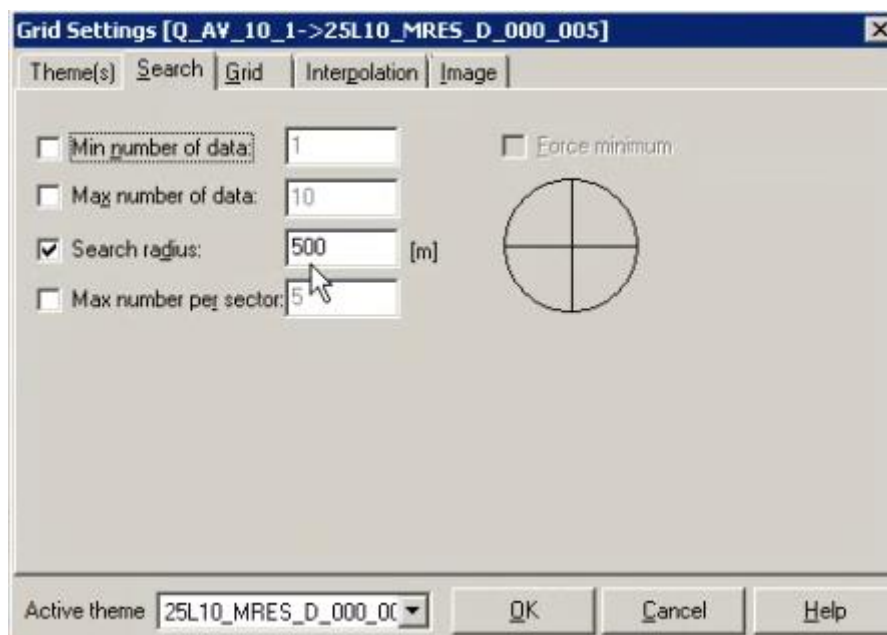 Grid Settings [Q_AV_10_1->25L10_MRES_D_000_005]
Theme(s) Search Grid Interpolation Image
Min number of data: 1 Force minimum
Max number of data: 10
Search radius: 500 [m]
Max number per sector: 5
Active theme 25L10_MRES_D_000_00 OK Cancel Help